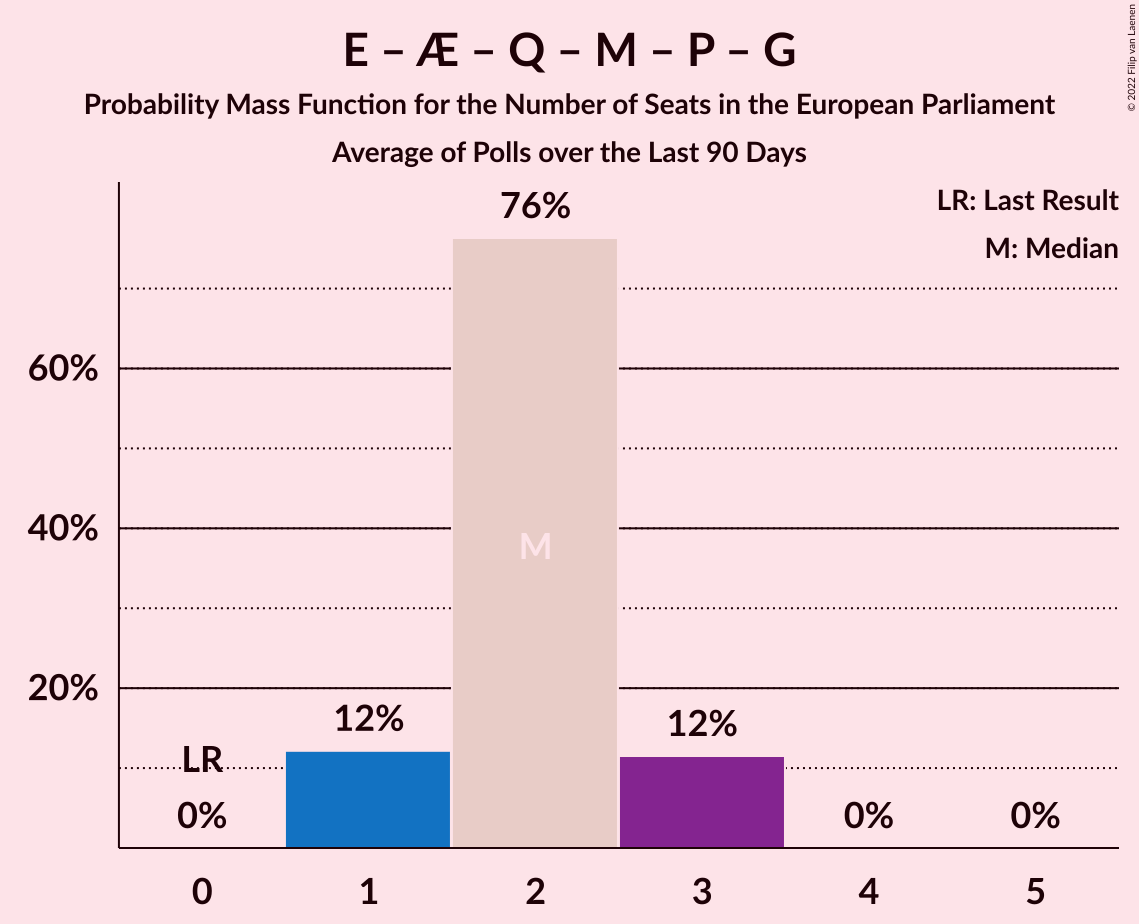 E – Æ – Q – M – P – G
Probability Mass Function for the Number of Seats in the European Parliament
Average of Polls over the Last 90 Days
© 2022 Filip van Laenen
LR: Last Result
M: Median
76%
60%
40%
20%
M
12%
12%
LR
0%
0%
0%
0
1
2
3
4
5